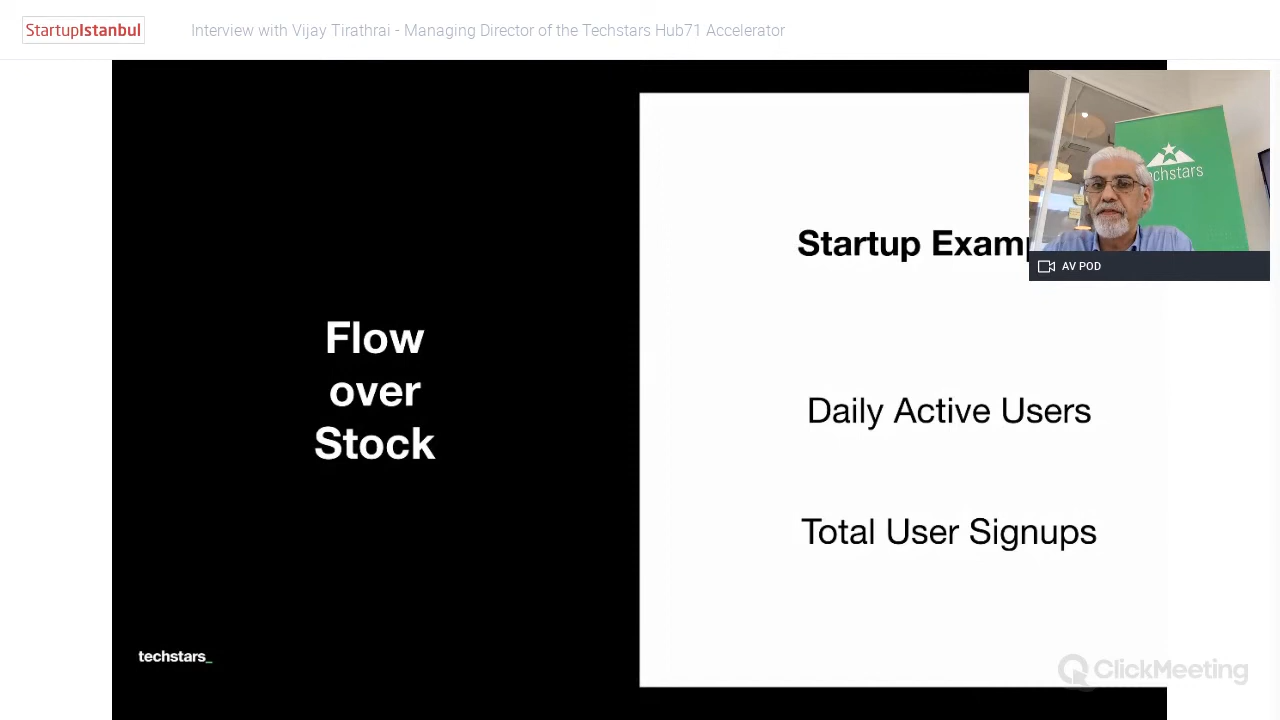 StartupIstanbul
Interview with Vijay Tirathrai - Managing Director of the Techstars Hub71 Accelerator
Flow
over
Stock
Startup Examp
Daily Active Users
Total User Signups
techstars_
echstars
AV POD
ClickMeeting